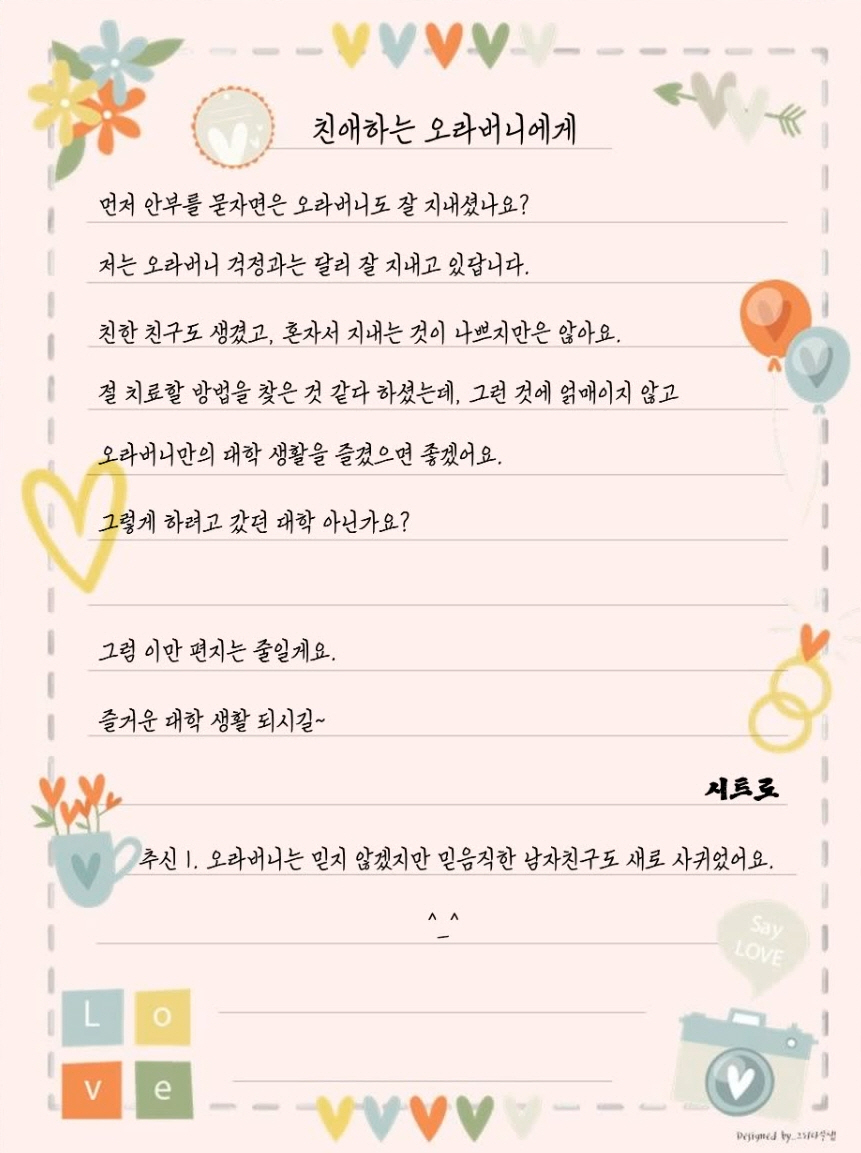 친애하는 오라버니에게
먼저 안부를 묻자면은 오라버니도 잘 지내셨나요?
저는 오라버니 걱정과는 달리 잘 지내고 있답니다.
친한 친구도 생겼고, 혼자서 지내는 것이 나쁘지만은 않아요.
절 치료할 방법을 찾은 것 같다 하셨는데, 그런 것에 얽매이지 않고
오라버니만의 대학 생활을 즐겼으면 좋겠어요.
그렇게 하려고 갔던 대학 아닌가요?
그럼 이만 편지는 줄일게요.
즐거운 대학 생활 되시길~
시트로
추신 1. 오라버니는 믿지 않겠지만 믿음직한 남자친구도 새로 사귀었어요.
^_^
Say
LOVE
L o
v e
Designed by_